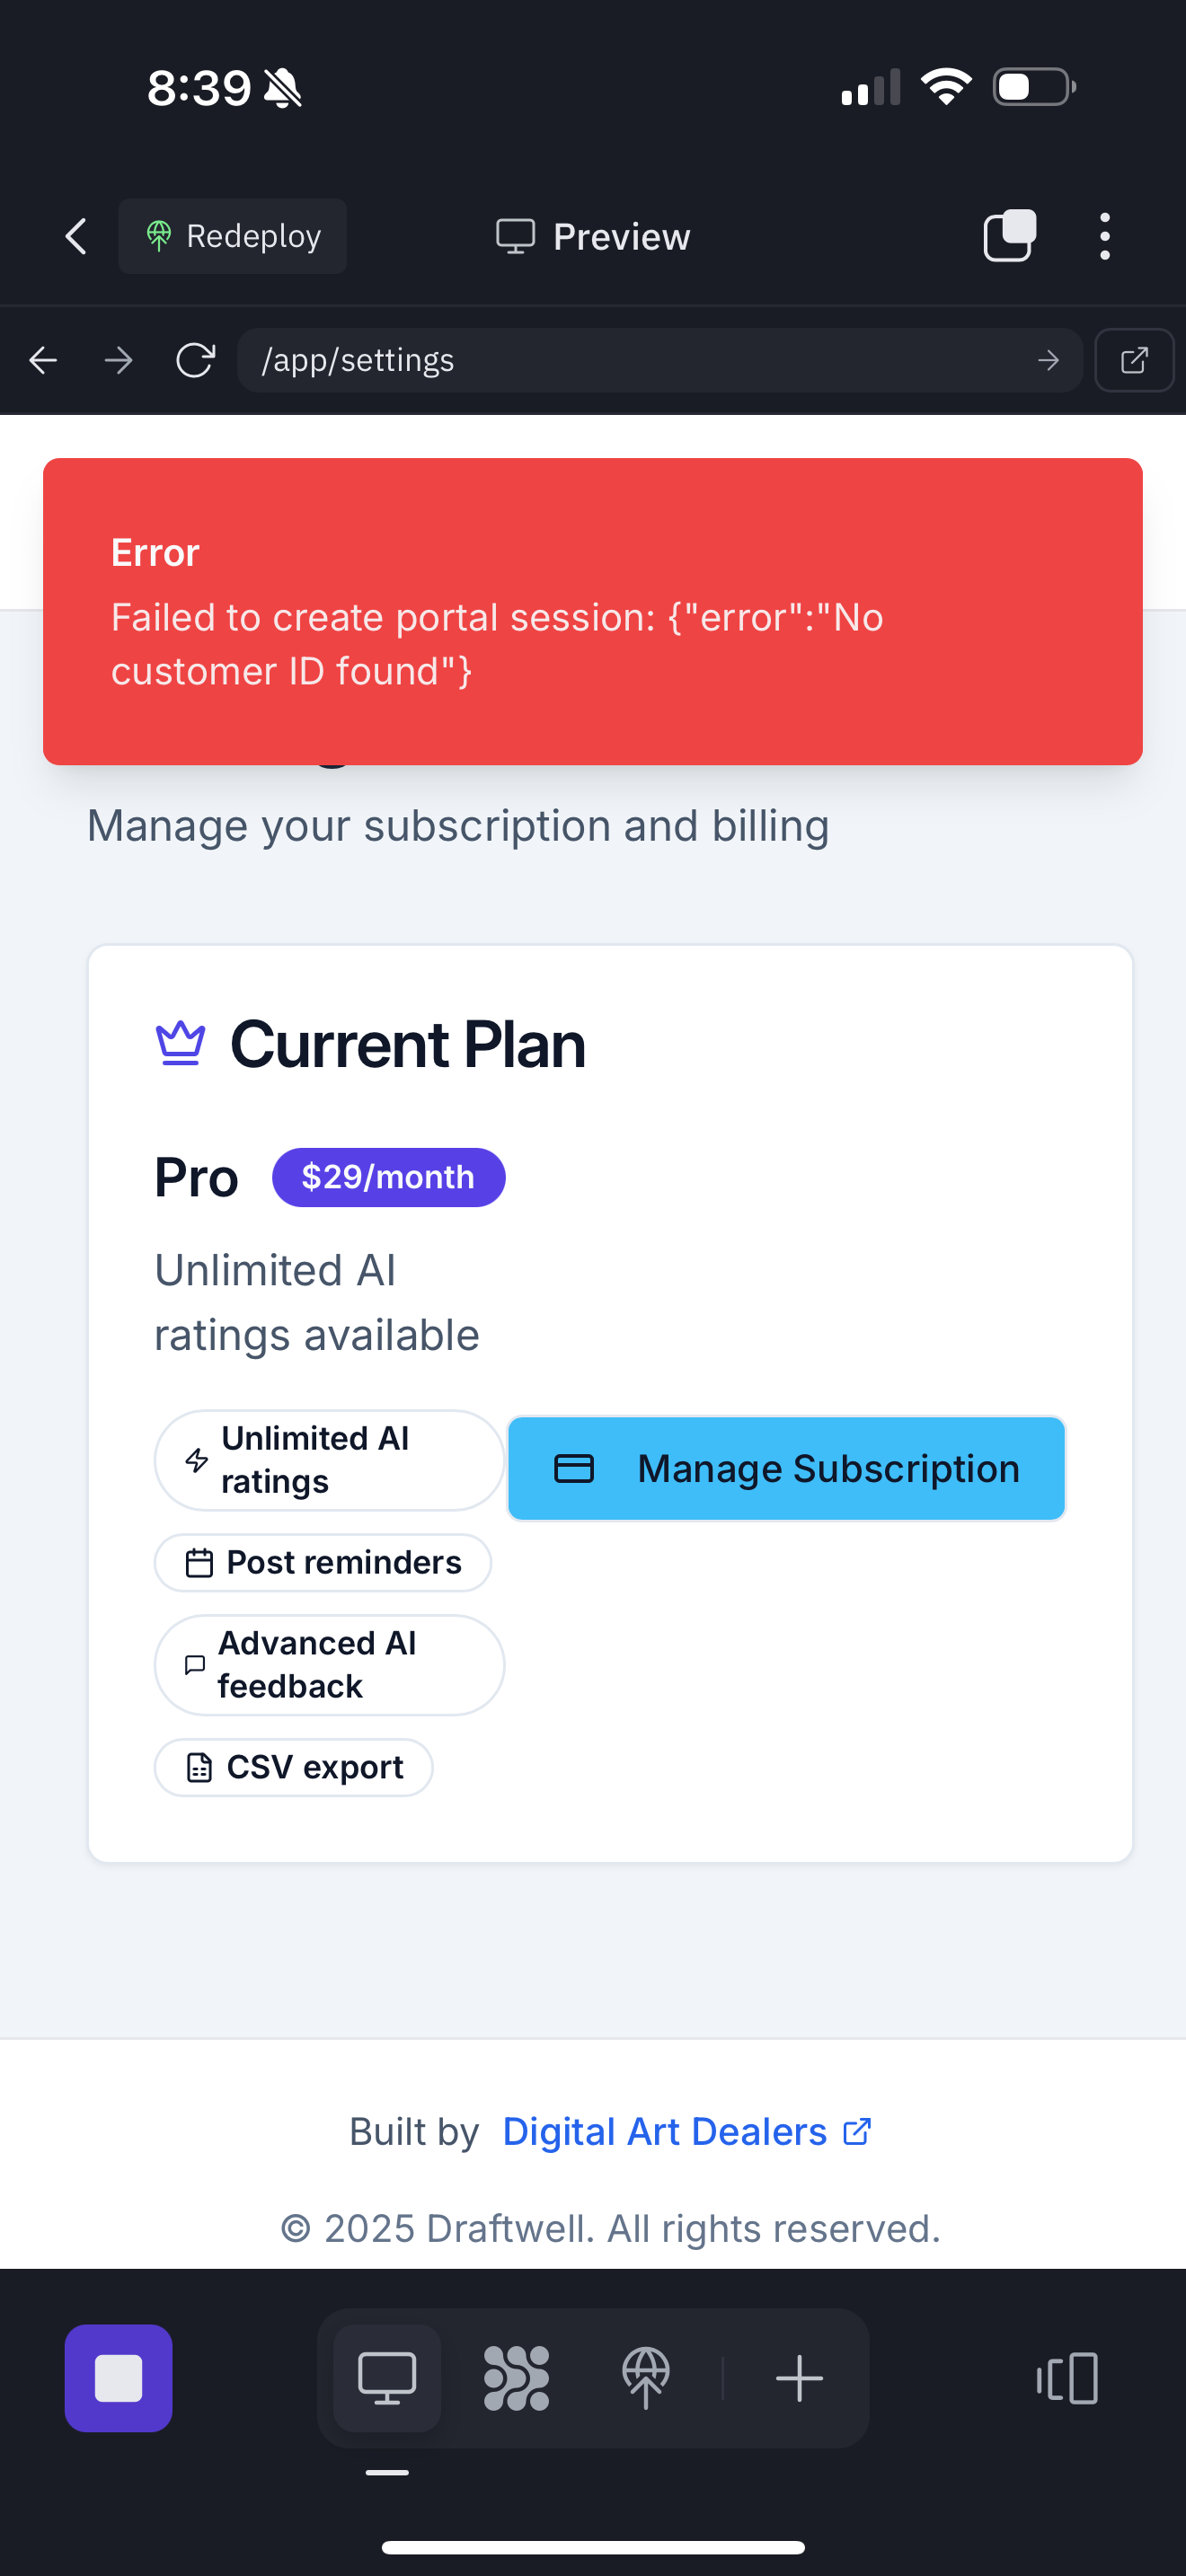 8:39
Redeploy
Preview
/app/settings
Error
Failed to create portal session: {"error":"No
customer ID found"}
Manage your subscription and billing
Current Plan
Pro
$29/month
Unlimited AI
ratings available
Unlimited AI
ratings
Manage Subscription
Post reminders
Advanced AI
feedback
CSV export
Built by Digital Art Dealers
© 2025 Draftwell. All rights reserved.